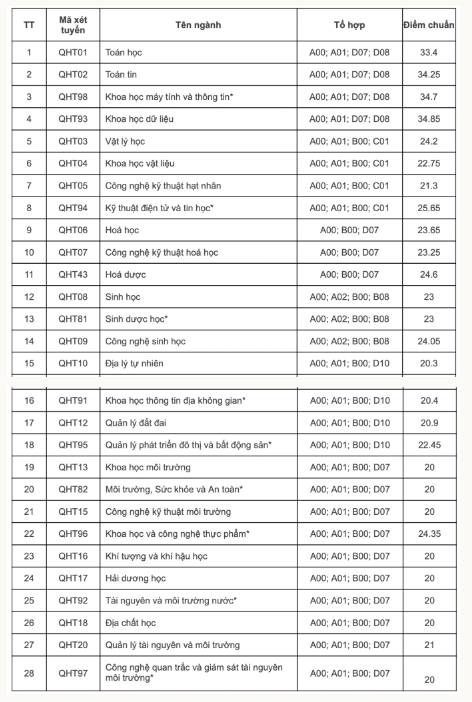 TT Mã xét tuyển Tên ngành Tổ hợp Điểm chuẩn
1 QHT01 Toán học A00; A01; D07; D08 33.4
2 QHT02 Toán tin A00; A01; D07; D08 34.25
3 QHT98 Khoa học máy tính và thông tin* A00; A01; D07; D08 34.7
4 QHT93 Khoa học dữ liệu A00; A01; D07; D08 34.85
5 QHT03 Vật lý học A00; A01; B00; C01 24.2
6 QHT04 Khoa học vật liệu A00; A01; B00; C01 22.75
7 QHT05 Công nghệ kỹ thuật hạt nhân A00; A01; B00; C01 21.3
8 QHT94 Kỹ thuật điện tử và tin học* A00; A01; B00; C01 25.65
9 QHT06 Hoá học A00; B00; D07 23.65
10 QHT07 Công nghệ kỹ thuật hoá học A00; B00; D07 23.25
11 QHT43 Hoá dược A00; B00; D07 24.6
12 QHT08 Sinh học A00; A02; B00; B08 23
13 QHT81 Sinh dược học* A00; A02; B00; B08 23
14 QHT09 Công nghệ sinh học A00; A02; B00; B08 24.05
15 QHT10 Địa lý tự nhiên A00; A01; B00; D10 20.3
16 QHT91 Khoa học thông tin địa không gian* A00; A01; B00; D10 20.4
17 QHT12 Quản lý đất đai A00; A01; B00; D10 20.9
18 QHT95 Quản lý phát triển đô thị và bất động sản* A00; A01; B00; D10 22.45
19 QHT13 Khoa học môi trường A00; A01; B00; D07 20
20 QHT82 Môi trường, Sức khỏe và An toàn* A00; A01; B00; D07 20
21 QHT15 Công nghệ kỹ thuật môi trường A00; A01; B00; D07 20
22 QHT96 Khoa học và công nghệ thực phẩm* A00; A01; B00; D07 24.35
23 QHT16 Khí tượng và khí hậu học A00; A01; B00; D07 20
24 QHT17 Hải dương học A00; A01; B00; D07 20
25 QHT92 Tài nguyên và môi trường nước* A00; A01; B00; D07 20
26 QHT18 Địa chất học A00; A01; B00; D07 20
27 QHT20 Quản lý tài nguyên và môi trường A00; A01; B00; D07 21
28 QHT97 Công nghệ quan trắc và giám sát tài nguyên môi trường* A00; A01; B00; D07 20